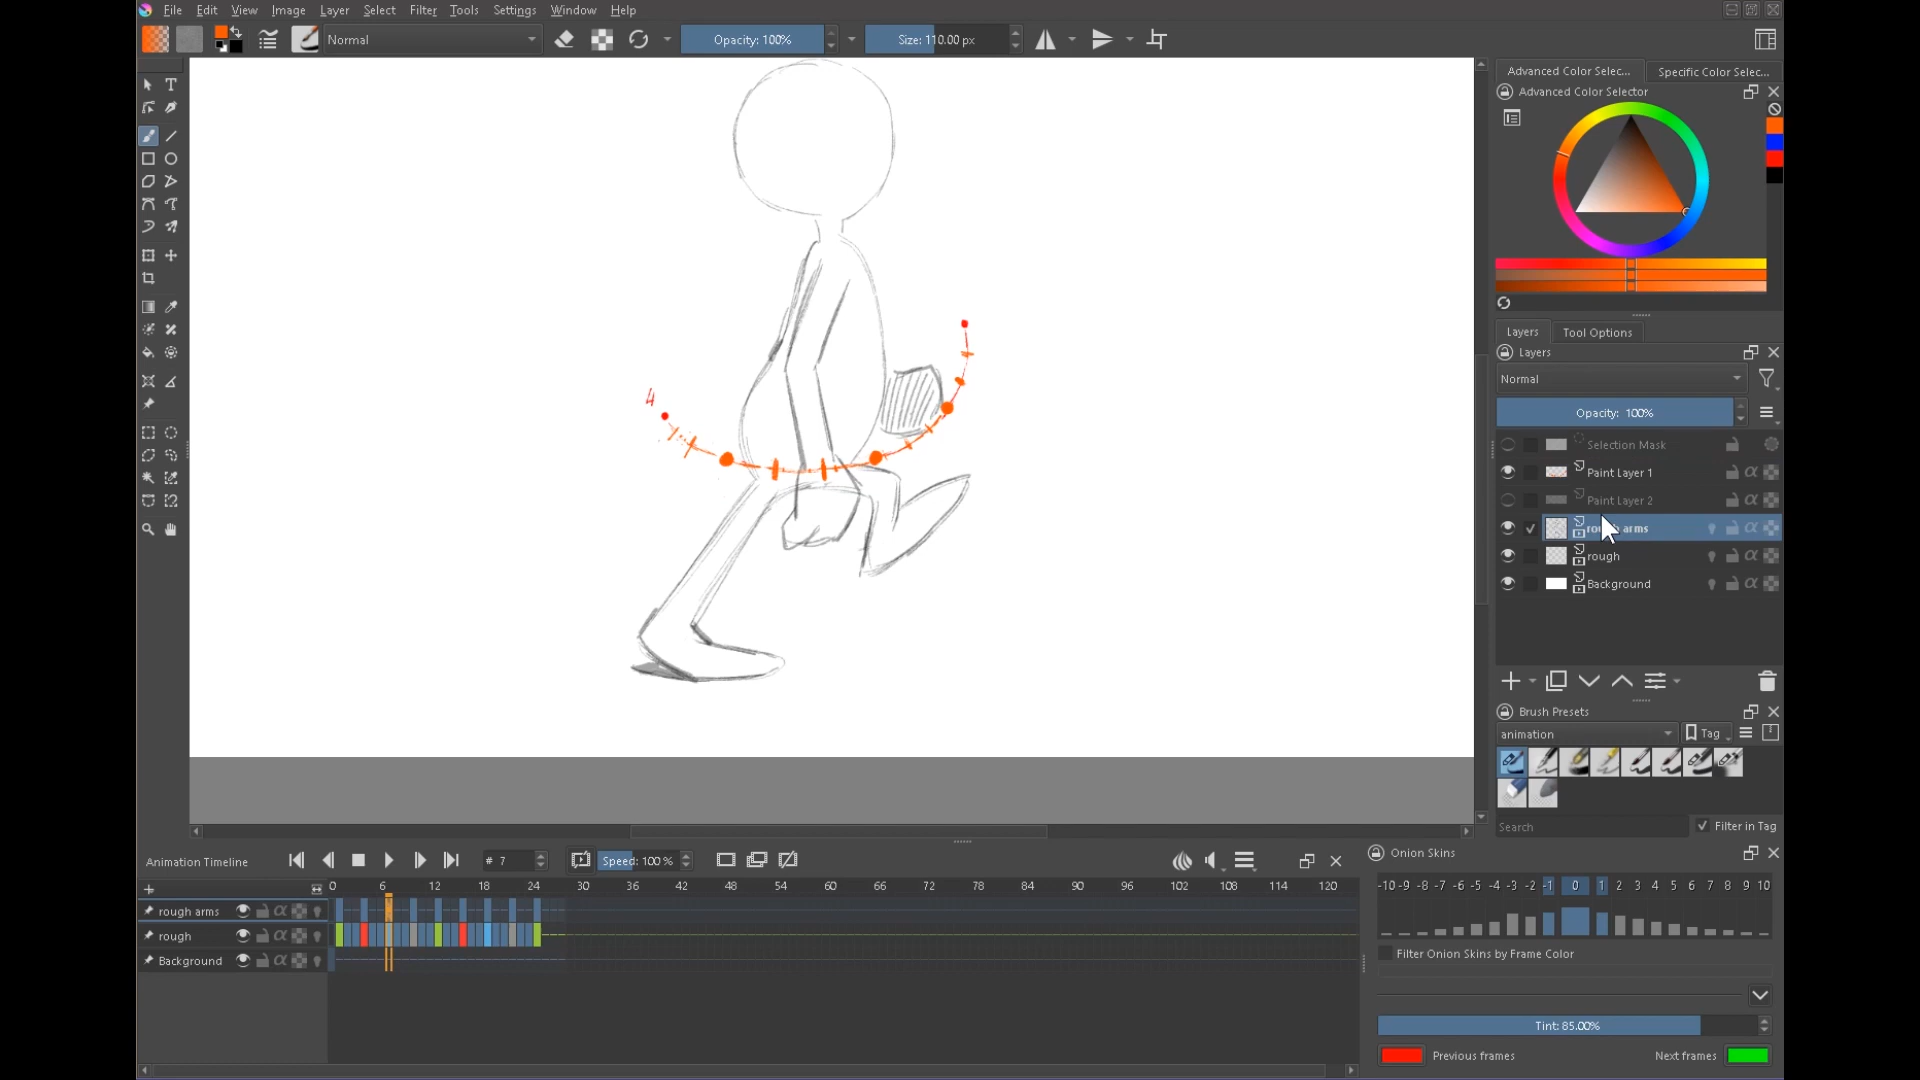 File Edit View Image Layer Select Filter Tools Settings Window Help
Normal Opacity: 100% Size: 110.00 px
Advanced Color Selec... Specific Color Selec...
Advanced Color Selector
4
Layers Tool Options
Layers
Normal
Opacity: 100%
Selection Mask
Paint Layer 1
Paint Layer 2
arms
rough
Background
Brush Presets
animation Tag
Search Filter in Tag
Animation Timeline # 7 Speed: 100 %
0 6 12 18 24 30 36 42 48 54 60 66 72 78 84 90 96 102 108 114 120
rough arms
rough
Background
Onion Skins
-10 -9 -8 -7 -6 -5 -4 -3 -2 -1 0 1 2 3 4 5 6 7 8 9 10
Filter Onion Skins by Frame Color
Tint: 85.00%
Previous frames Next frames